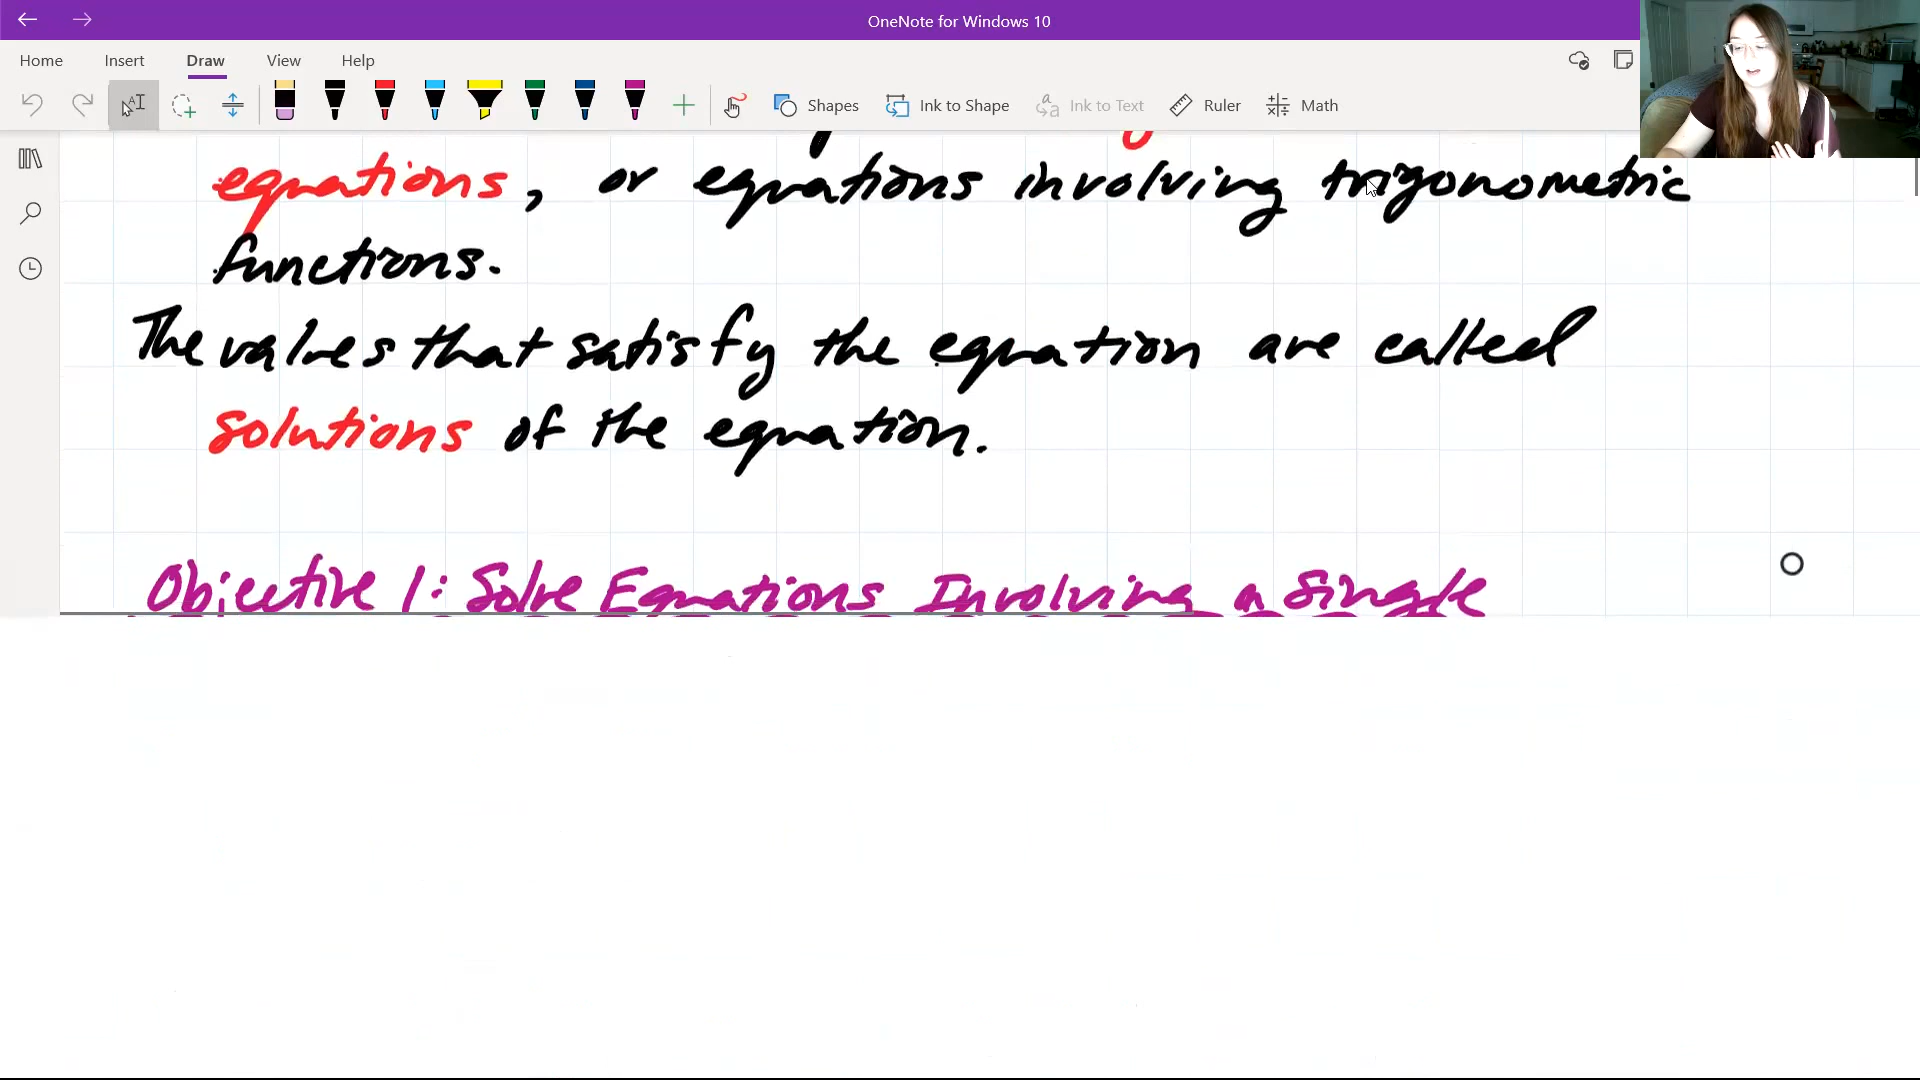 OneNote for Windows 10
Home Insert Draw View Help
Shapes Ink to Shape Ink to Text Ruler Math
equations, or equations involving trigonometric
functions.
The values that satisfy the equation are called
solutions of the equation.
Objective 1: Solve Equations Involving a Single